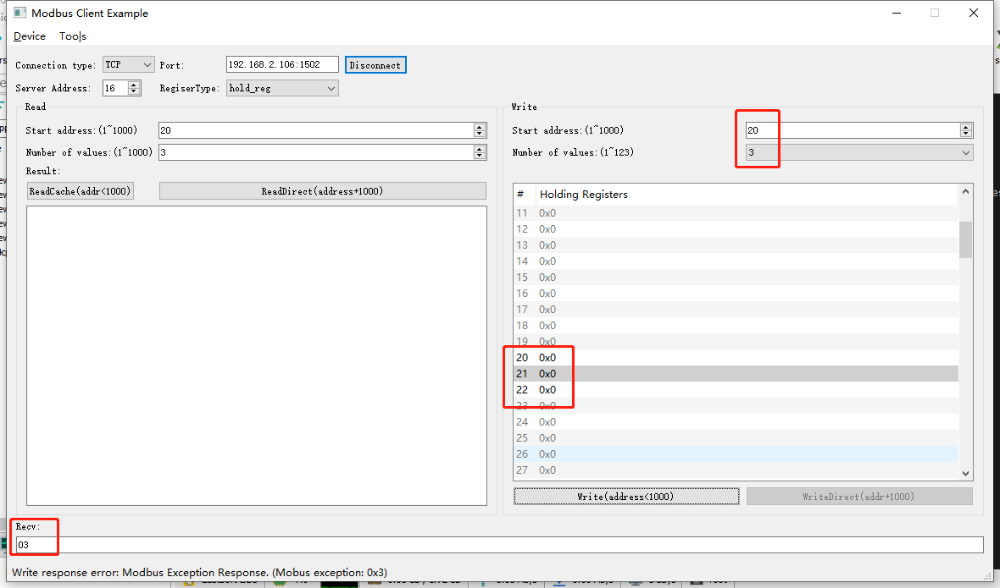 Modbus Client Example
Device Tools
Connection type: TCP Port: 192.168.2.106:1502 Disconnect
Server Address: 16 RegiserType: hold_reg
Read
Start address:(1~1000) 20
Number of values:(1~1000) 3
Result:
ReadCache(addr<1000) ReadDirect(address+1000)
Write
Start address:(1~1000) 20
Number of values:(1~123) 3
# Holding Registers
11 0x0
12 0x0
13 0x0
14 0x0
15 0x0
16 0x0
17 0x0
18 0x0
19 0x0
20 0x0
21 0x0
22 0x0
23 0x0
24 0x0
25 0x0
26 0x0
27 0x0
Write(address<1000) WriteDirect(addr+1000)
Recv:
03
Write response error: Modbus Exception Response. (Mobus exception: 0x3)